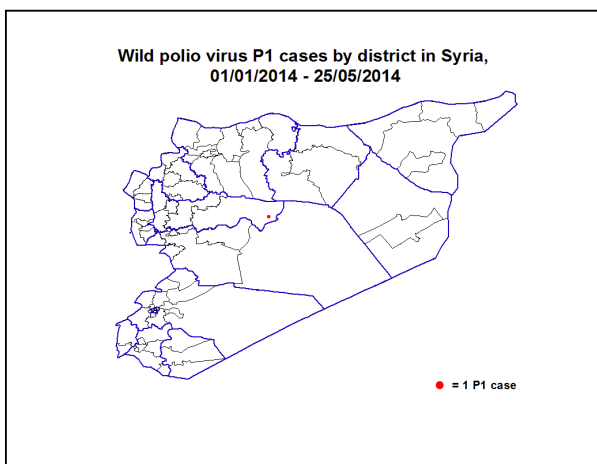 Wild polio virus P1 cases by district in Syria,
01/01/2014 - 25/05/2014
= 1 P1 case